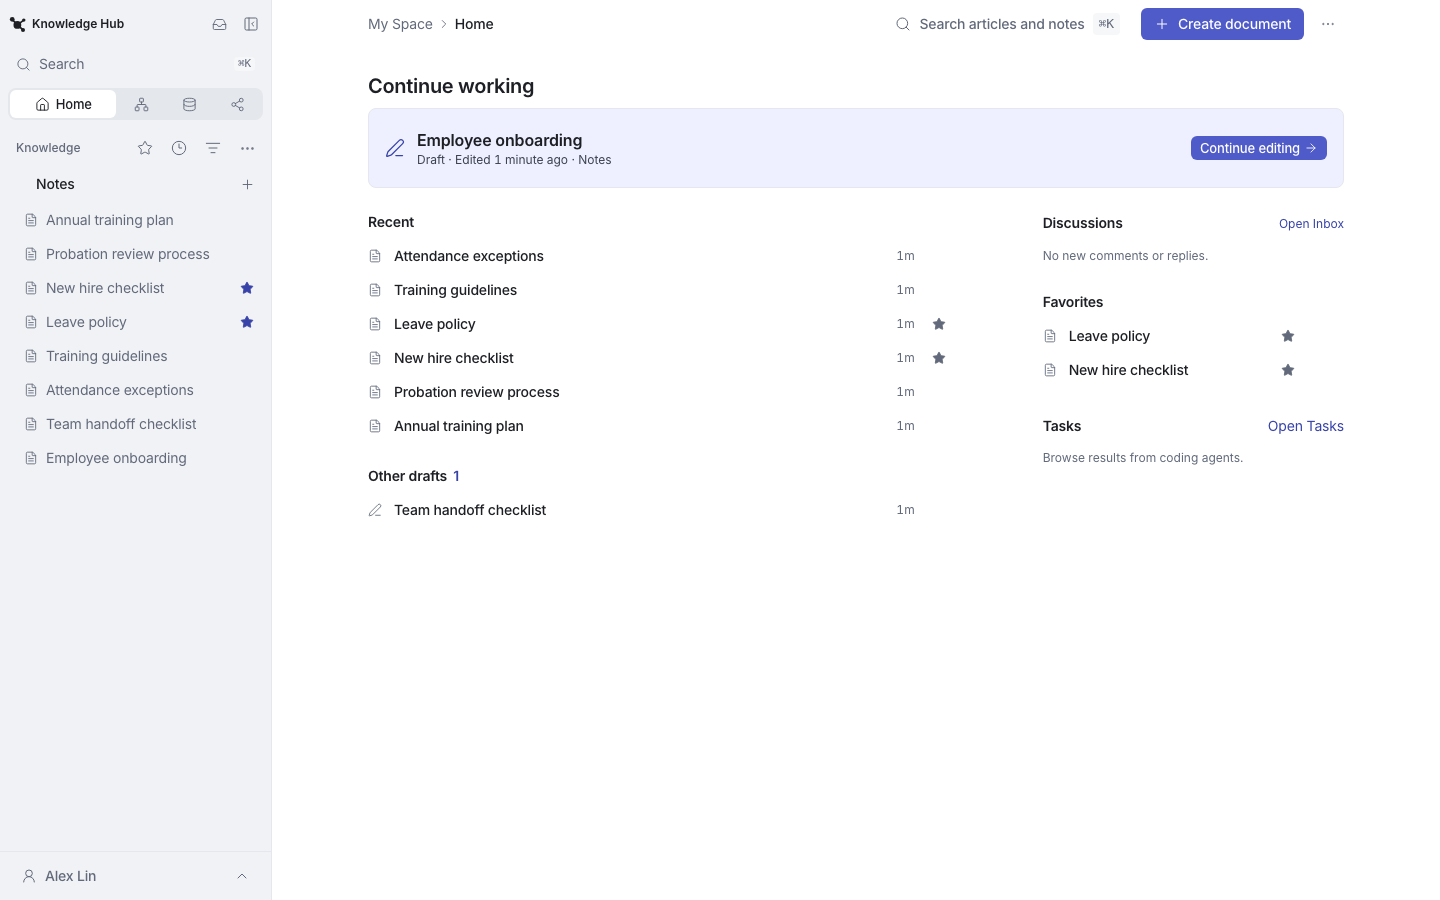 Knowledge Hub
Search ⌘K
Home
Knowledge
Notes
Annual training plan
Probation review process
New hire checklist
Leave policy
Training guidelines
Attendance exceptions
Team handoff checklist
Employee onboarding
Alex Lin
My Space > Home
Search articles and notes ⌘K
Create document
Continue working
Employee onboarding
Draft · Edited 1 minute ago · Notes
Continue editing
Recent
Attendance exceptions 1m
Training guidelines 1m
Leave policy 1m
New hire checklist 1m
Probation review process 1m
Annual training plan 1m
Other drafts 1
Team handoff checklist 1m
Discussions Open Inbox
No new comments or replies.
Favorites
Leave policy
New hire checklist
Tasks Open Tasks
Browse results from coding agents.